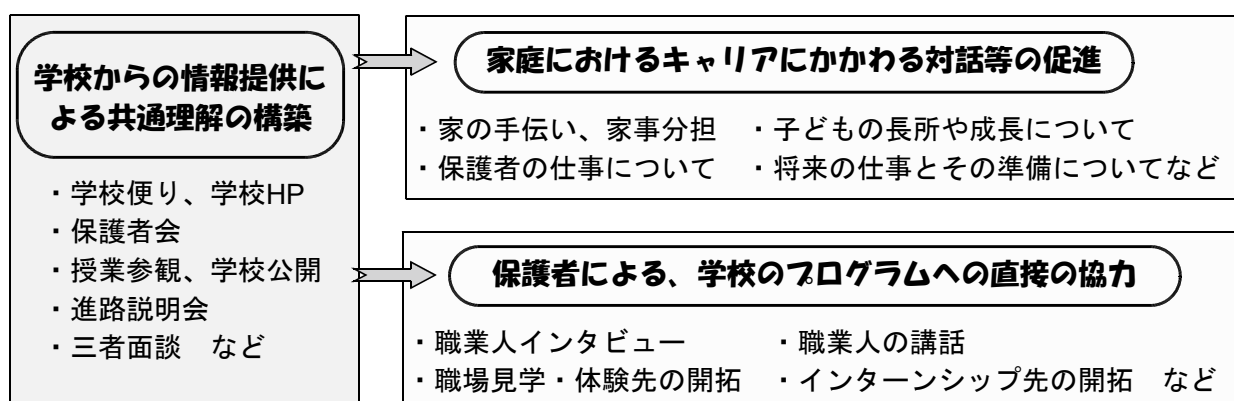 学校からの情報提供に
よる共通理解の構築
・学校便り、学校HP
・保護者会
・授業参観、学校公開
・進路説明会
・三者面談　など
家庭におけるキャリアにかかわる対話等の促進
・家の手伝い、家事分担　・子どもの長所や成長について
・保護者の仕事について　・将来の仕事とその準備についてなど
保護者による、学校のプログラムへの直接の協力
・職業人インタビュー　・職業人の講話
・職場見学・体験先の開拓　・インターンシップ先の開拓　など